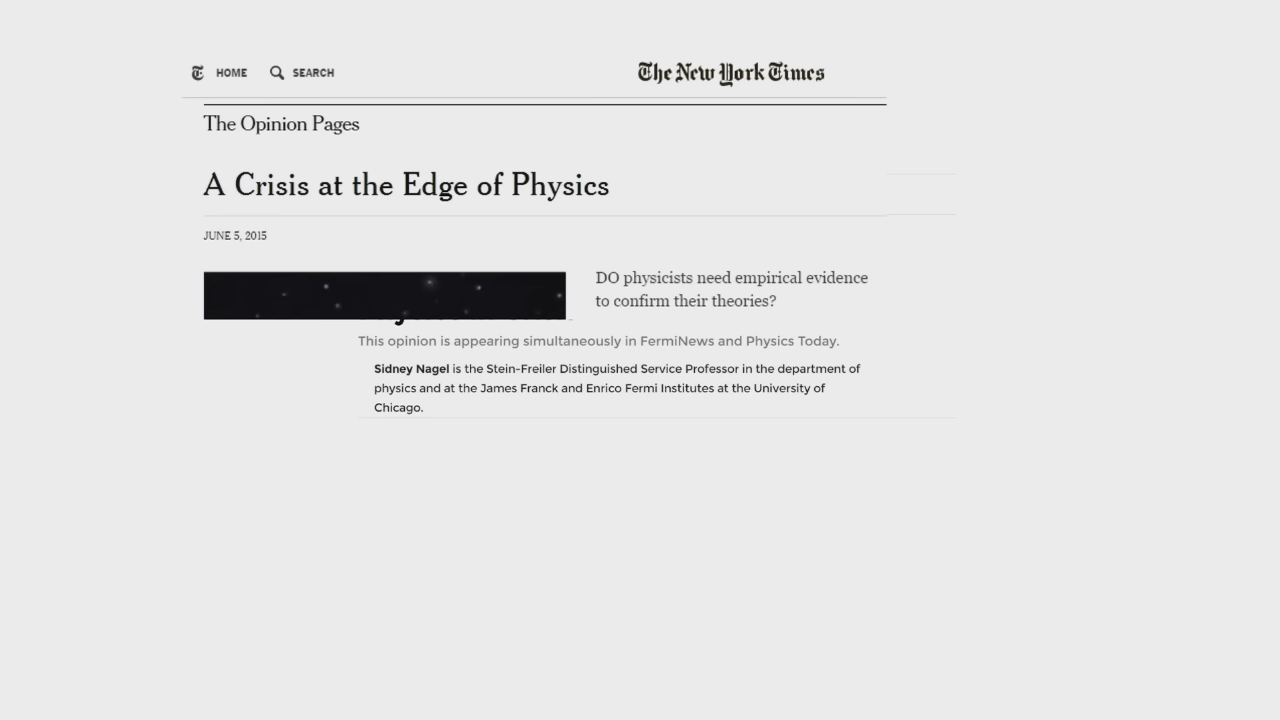 HOME SEARCH The New York Times
The Opinion Pages
A Crisis at the Edge of Physics
JUNE 5, 2015
DO physicists need empirical evidence
to confirm their theories?
This opinion is appearing simultaneously in FermiNews and Physics Today.
Sidney Nagel is the Stein-Freiler Distinguished Service Professor in the department of
physics and at the James Franck and Enrico Fermi Institutes at the University of
Chicago.